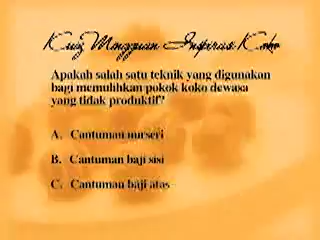 Kuiz Mingguan Inspirasi Koko
Apakah salah satu teknik yang digunakan
bagi memulihkan pokok koko dewasa
yang tidak produktif?
A. Cantuman nurseri
B. Cantuman baji sisi
C. Cantuman baji atas